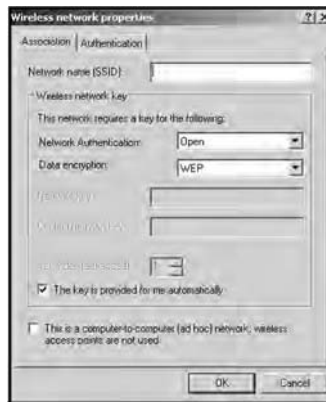 Wireless network properties
Association
Authentication
Network name (SSID):
Wireless network key
This network requires a key for the following:
Network Authentication:
Open
Data encryption:
WEP
1
The key is provided for me automatically
This is a computer-to-computer (ad hoc) network; wireless
access points are not used
OK
Cancel